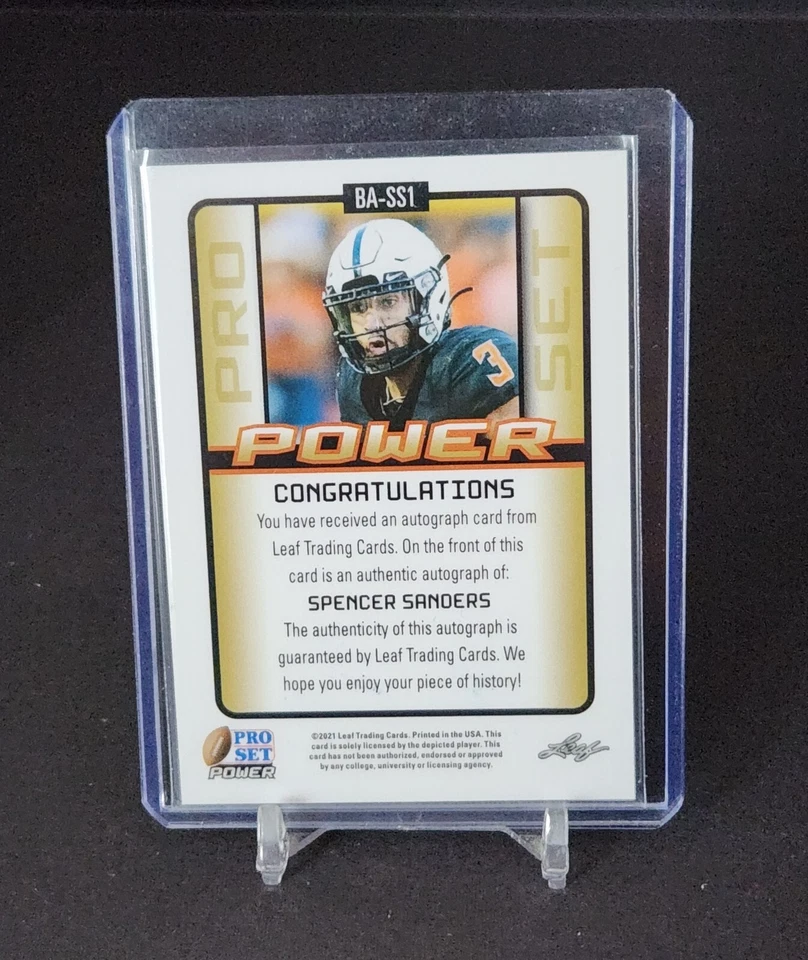 BA-SS1
PRO
SET
3
POWER
CONGRATULATIONS
You have received an autograph card from
Leaf Trading Cards. On the front of this
card is an authentic autograph of:
SPENCER SANDERS
The authenticity of this autograph is
guaranteed by Leaf Trading Cards. We
hope you enjoy your piece of history!
PRO
SET
POWER
©2021 Leaf Trading Cards. Printed in the USA. This
card is solely licensed by the depicted player. This
card has not been authorized, endorsed or approved
by any college, university or licensing agency.
Leaf